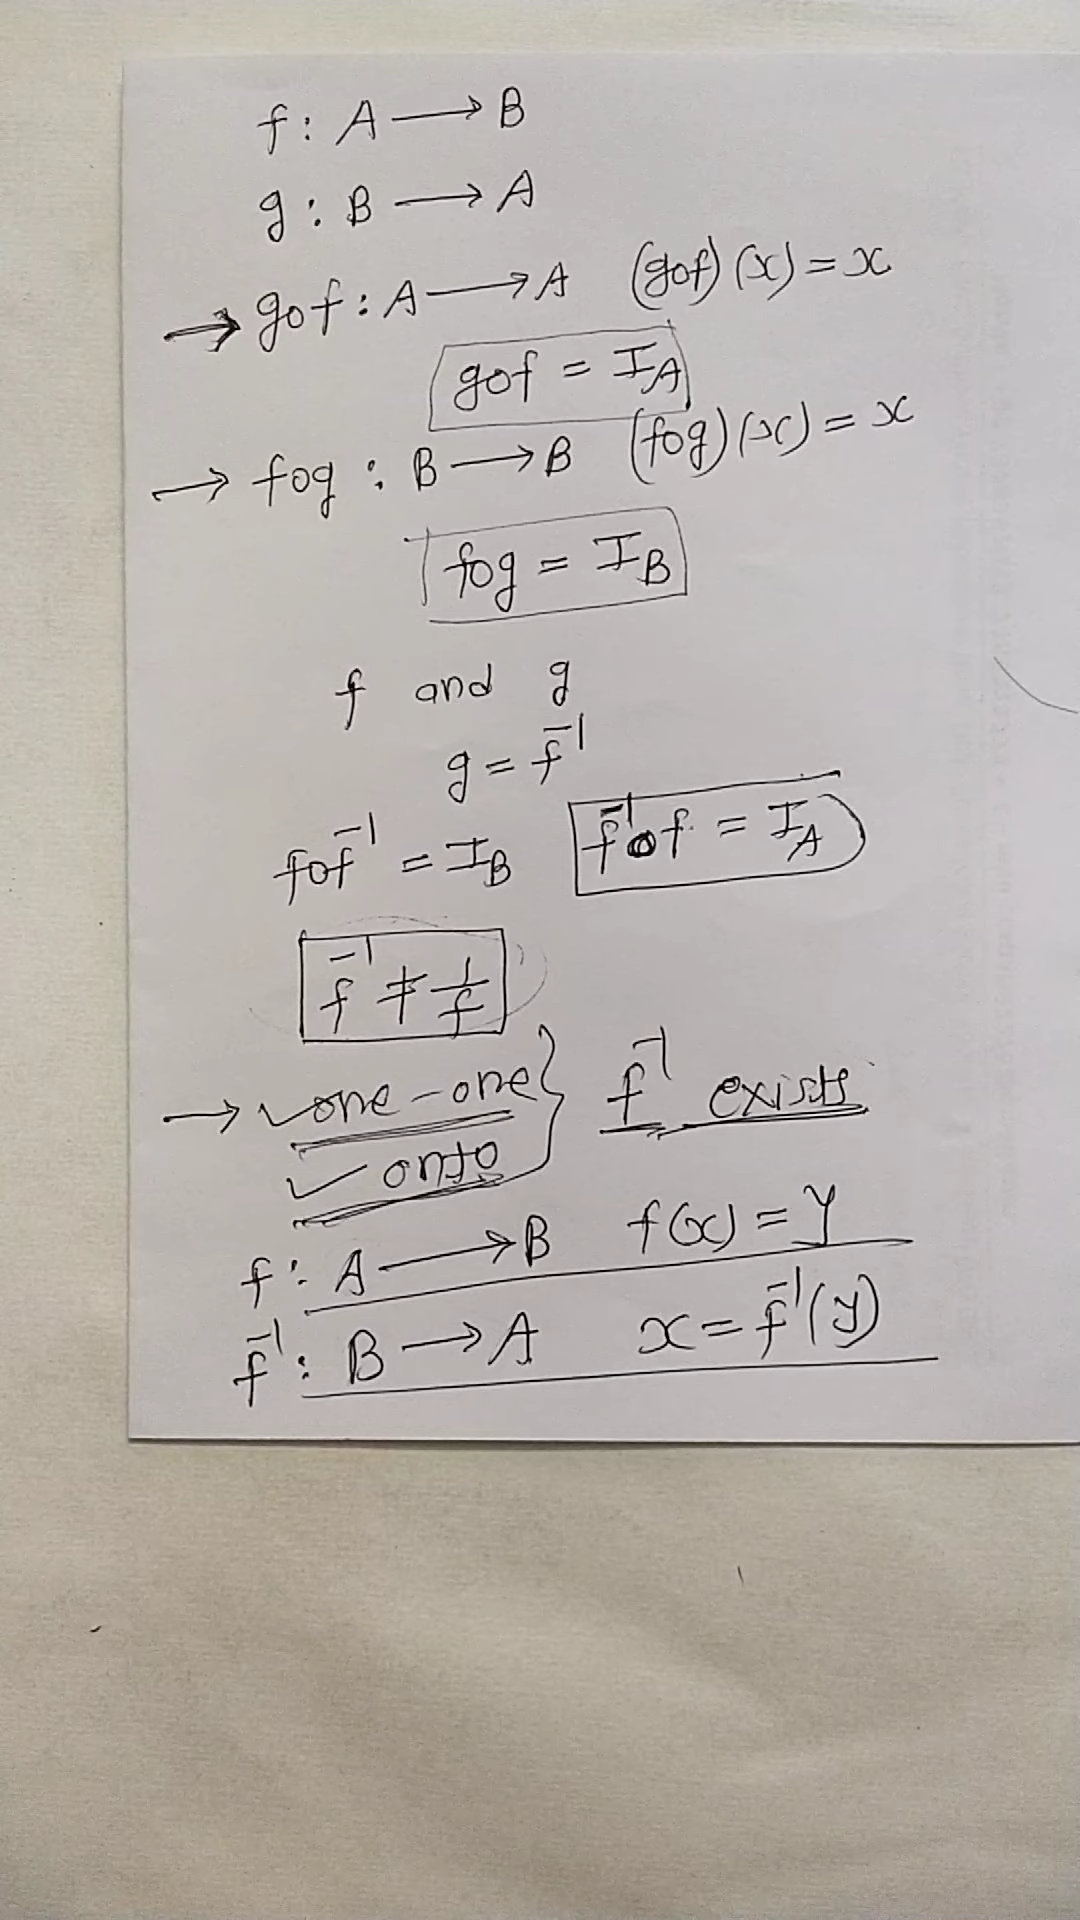 f : A ⟶ B
g : B ⟶ A
→ gof : A ⟶ A (gof)(x) = x
gof = I_A
→ fog : B ⟶ B (fog)(x) = x
fog = I_B
f and g
g = f⁻¹
fof⁻¹ = I_B f⁻¹of = I_A
f⁻¹ ≠ 1/f
→ ✓one-one } f⁻¹ exists
✓ onto
f : A ⟶ B f(x) = y
f⁻¹ : B ⟶ A x = f⁻¹(y)